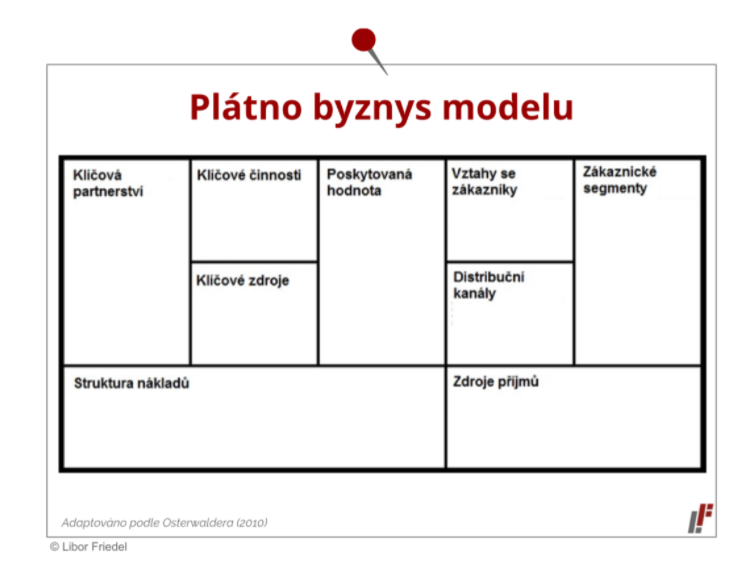 Plátno byznys modelu
Klíčová
partnerství
Klíčové činnosti
Klíčové zdroje
Poskytovaná
hodnota
Vztahy se
zákazníky
Distribuční
kanály
Zákaznické
segmenty
Struktura nákladů
Zdroje příjmů
Adaptováno podle Osterwaldera (2010)
© Libor Friedel